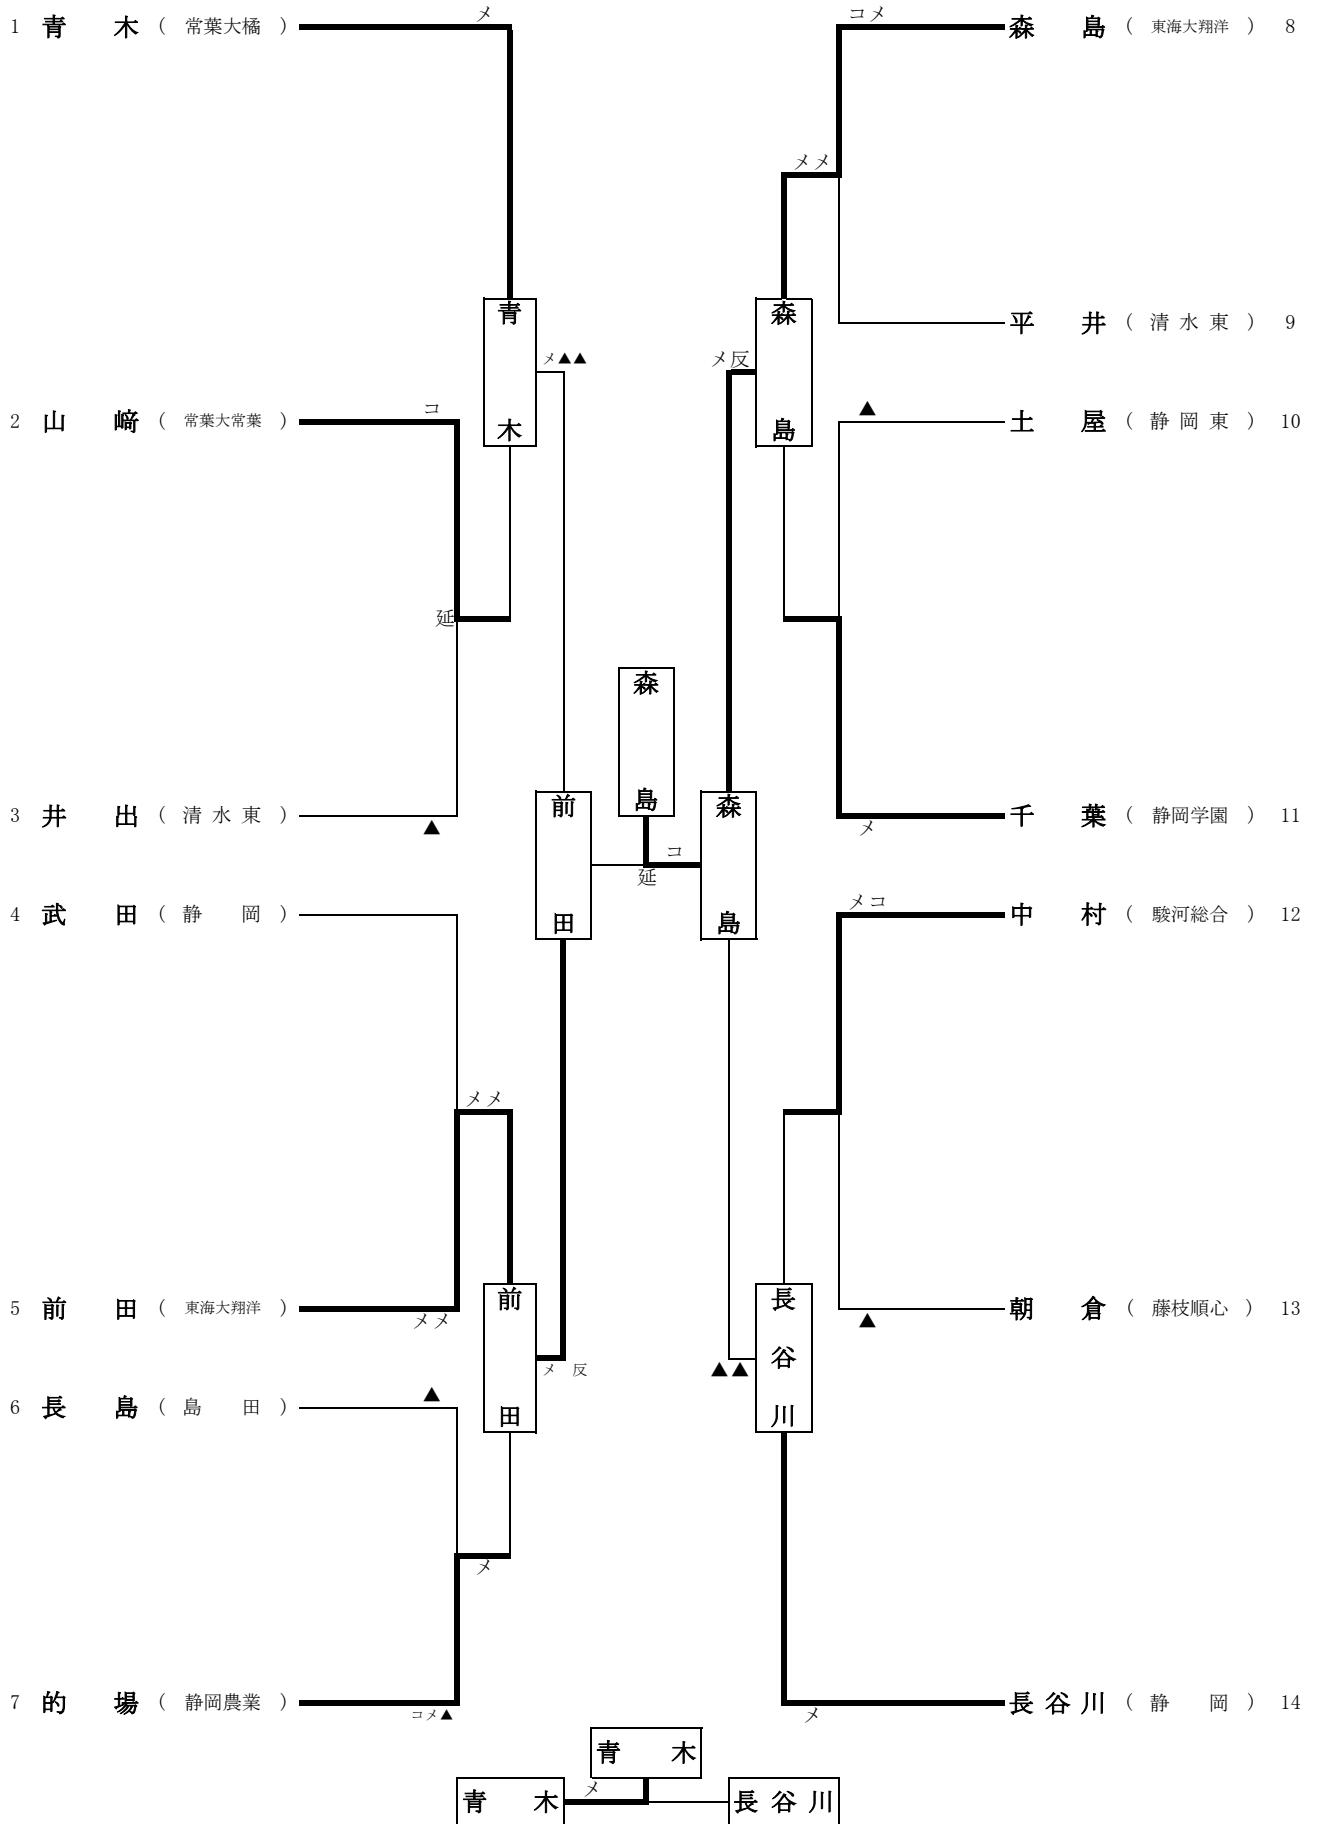 1 青木 ( 常葉大橘 ) メ
コメ 森島 ( 東海大翔洋 ) 8
メメ
青木
森島
平井 ( 清水東 ) 9
メ▲▲
メ反
2 山﨑 ( 常葉大常葉 ) コ
▲ 土屋 ( 静岡東 ) 10
延
森島
3 井出 ( 清水東 ) ▲
前田
森島
メ 千葉 ( 静岡学園 ) 11
コ
延
4 武田 ( 静岡 )
メコ 中村 ( 駿河総合 ) 12
メメ
5 前田 ( 東海大翔洋 ) メメ
前田
長谷川
▲ 朝倉 ( 藤枝順心 ) 13
メ 反
▲▲
6 長島 ( 島田 ) ▲
メ
7 的場 ( 静岡農業 ) コメ▲
メ 長谷川 ( 静岡 ) 14
青木
青木 メ 長谷川